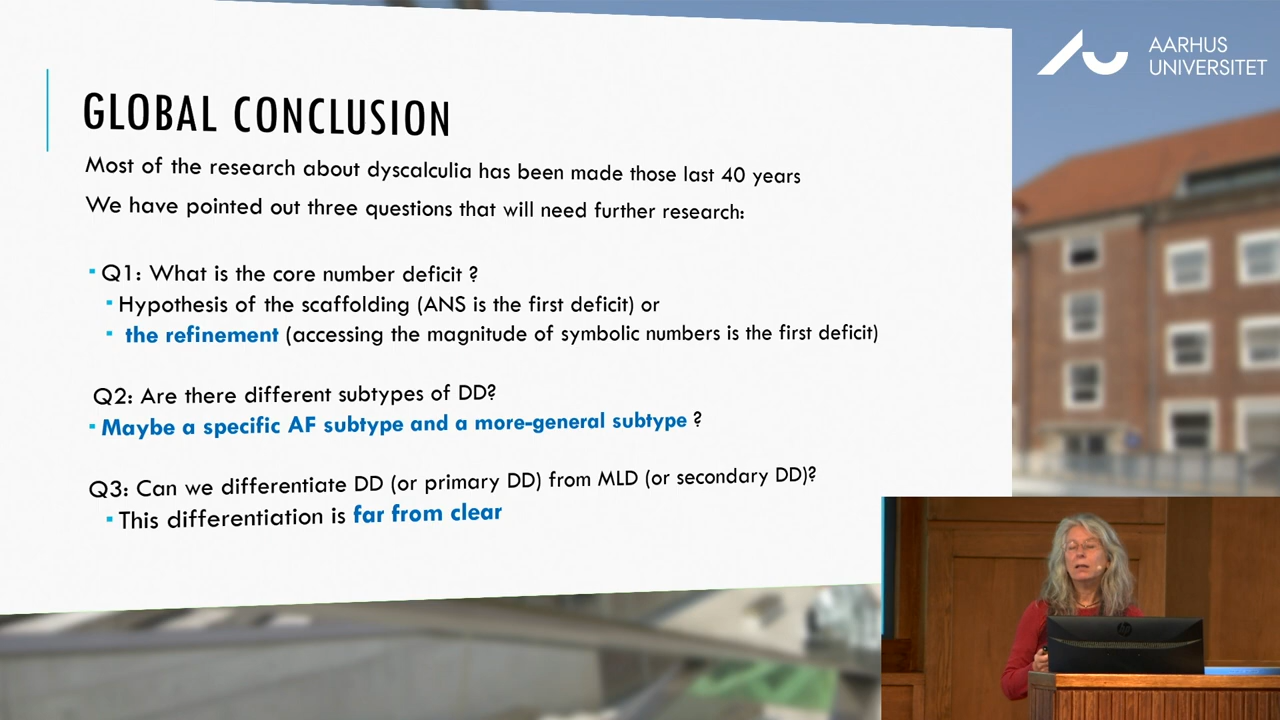 GLOBAL CONCLUSION
Most of the research about dyscalculia has been made those last 40 years
We have pointed out three questions that will need further research:
Q1: What is the core number deficit ?
Hypothesis of the scaffolding (ANS is the first deficit) or
the refinement (accessing the magnitude of symbolic numbers is the first deficit)
Q2: Are there different subtypes of DD?
Maybe a specific AF subtype and a more-general subtype ?
Q3: Can we differentiate DD (or primary DD) from MLD (or secondary DD)?
This differentiation is far from clear
AARHUS
UNIVERSITET
hp